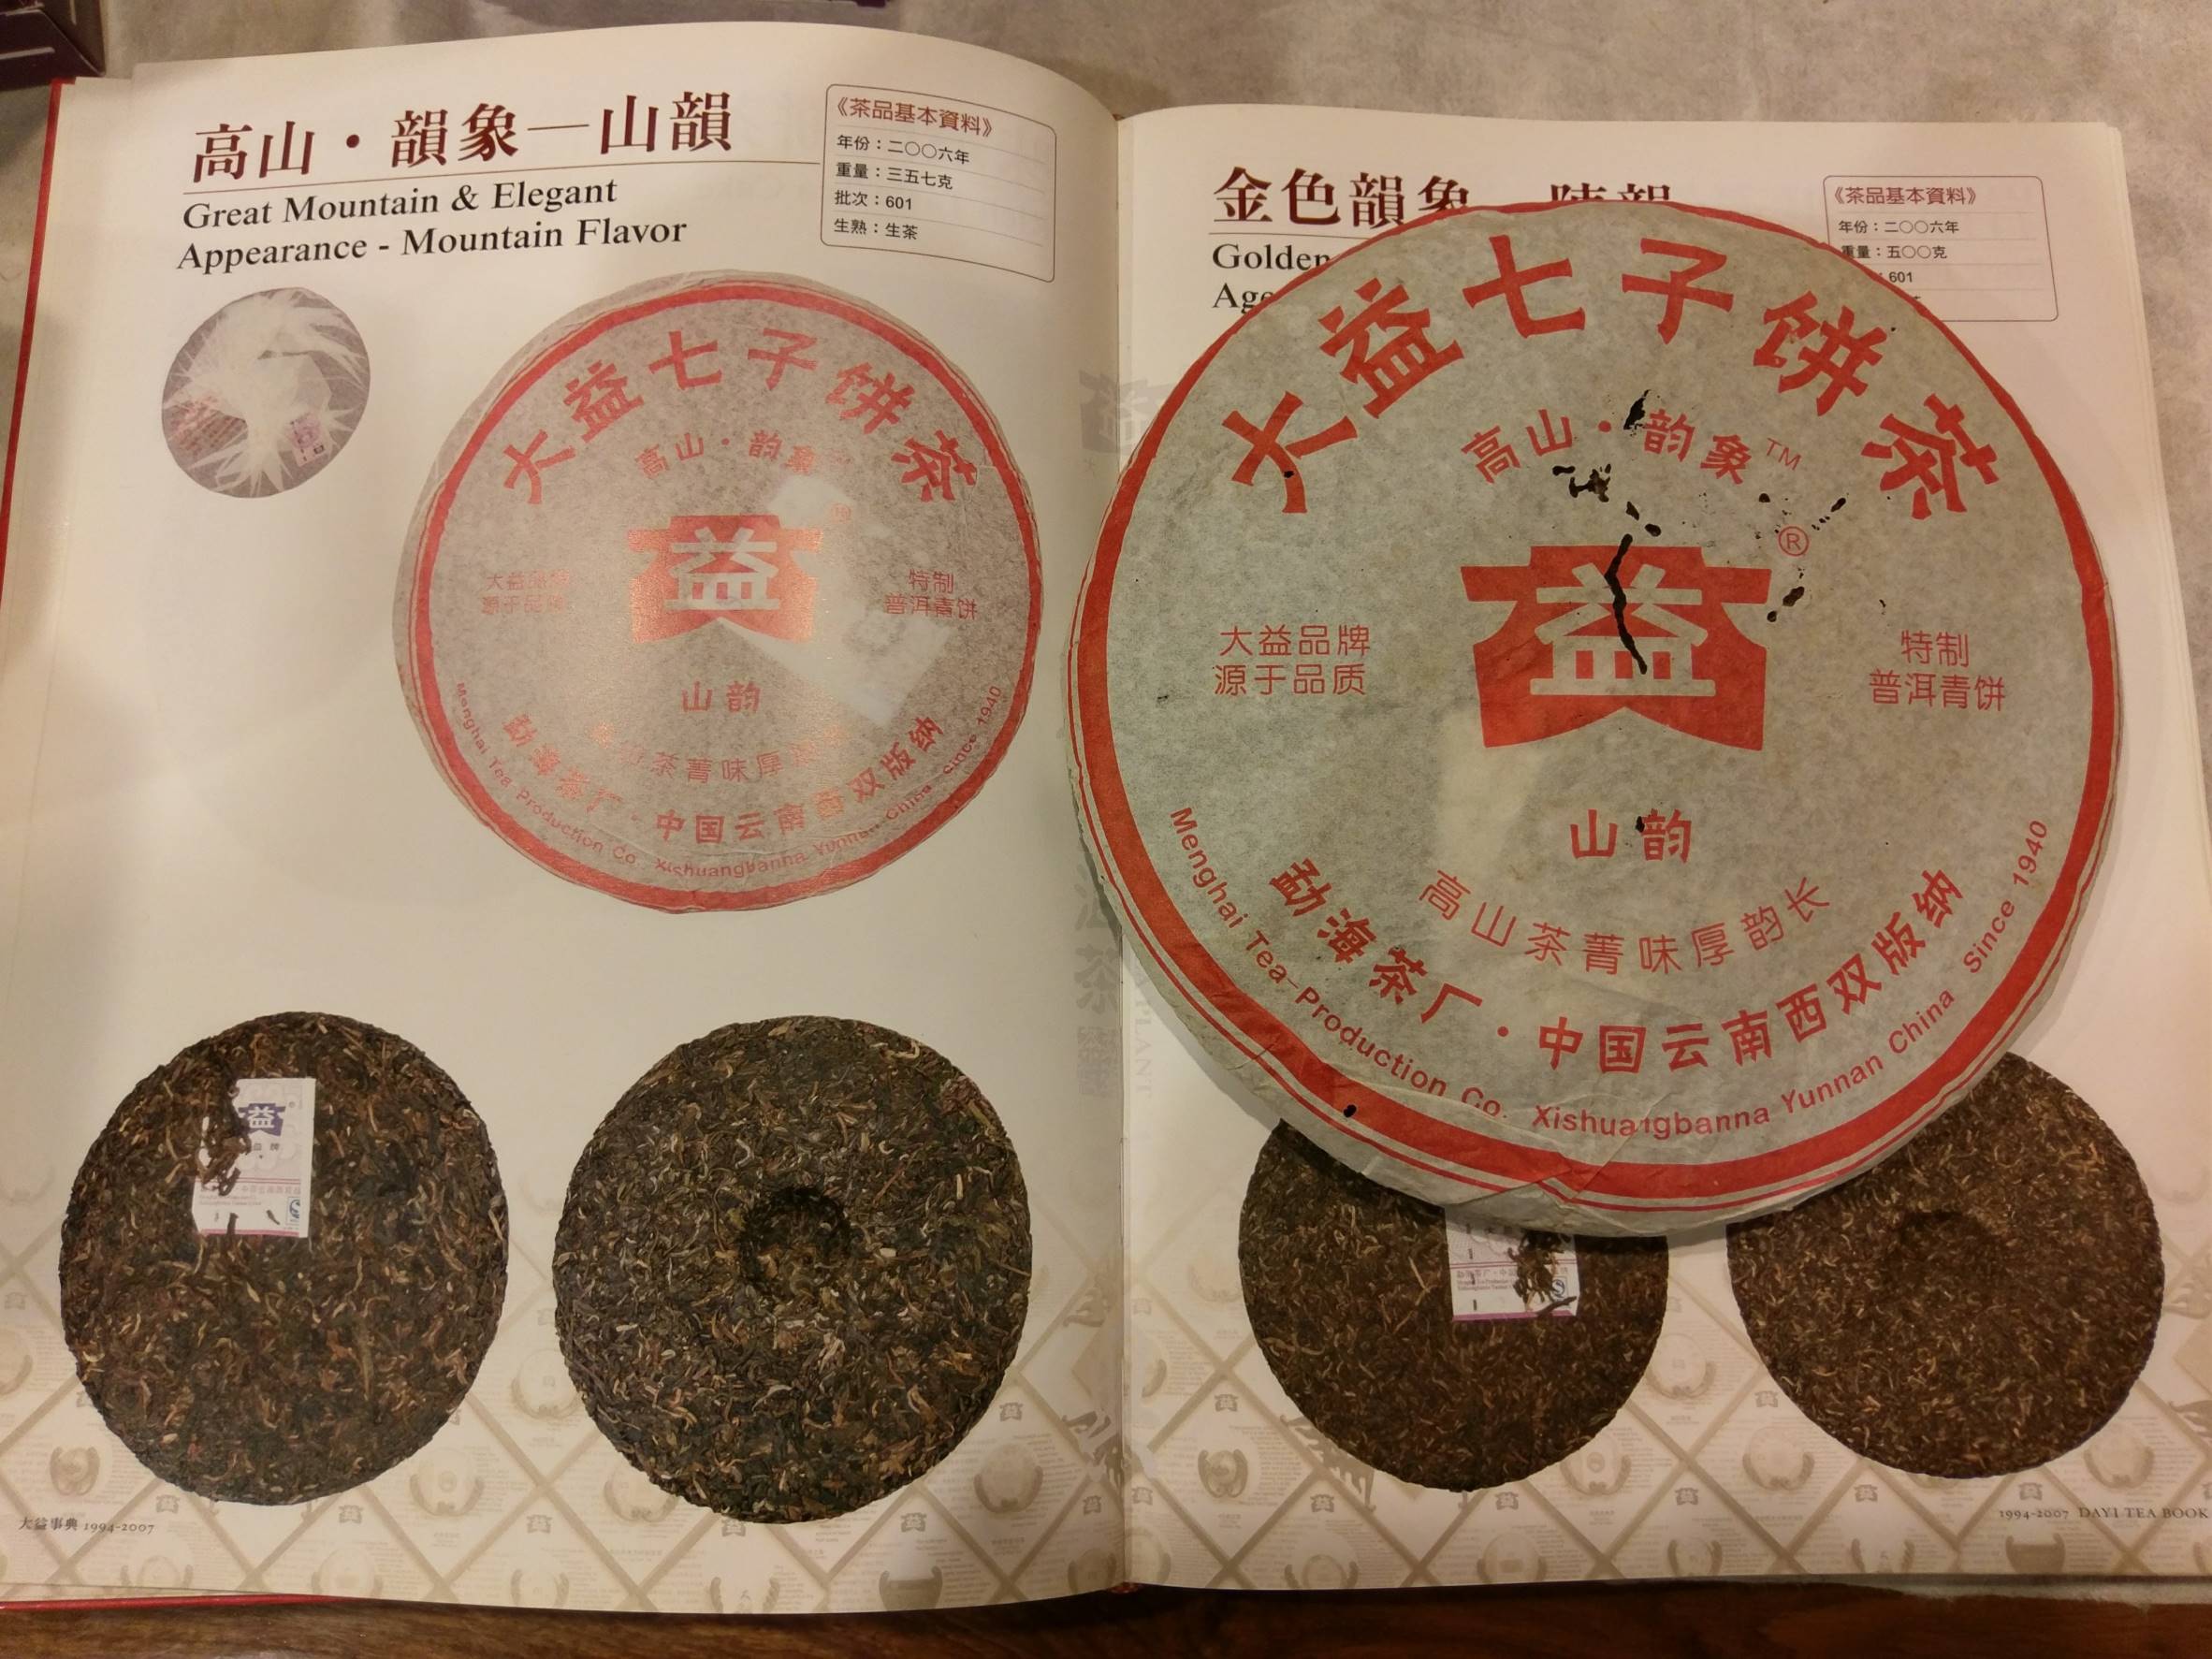 高山・韻象—山韻
Great Mountain & Elegant
Appearance - Mountain Flavor
《茶品基本資料》
年份：二〇〇六年
重量：三五七克
批次：601
生熟：生茶
大益七子饼茶
高山・韵象
益
大益品牌
源于品质
特制
普洱青饼
山韵
茶菁味厚
勐海茶厂・中国云南西双版纳
Menghai Tea Production Co. Xishuangbanna Yunnan China Since 1940
益
大益事典 1994-2007
金色韻象
Golden
《茶品基本資料》
年份：二〇〇六年
重量：五〇〇克
601
大益七子饼茶
高山・韵象™
®
益
大益品牌
源于品质
特制
普洱青饼
山韵
高山茶菁味厚韵长
勐海茶厂・中国云南西双版纳
Menghai Tea-Production Co. Xishuangbanna Yunnan China Since 1940
1994-2007 DAYI TEA BOOK